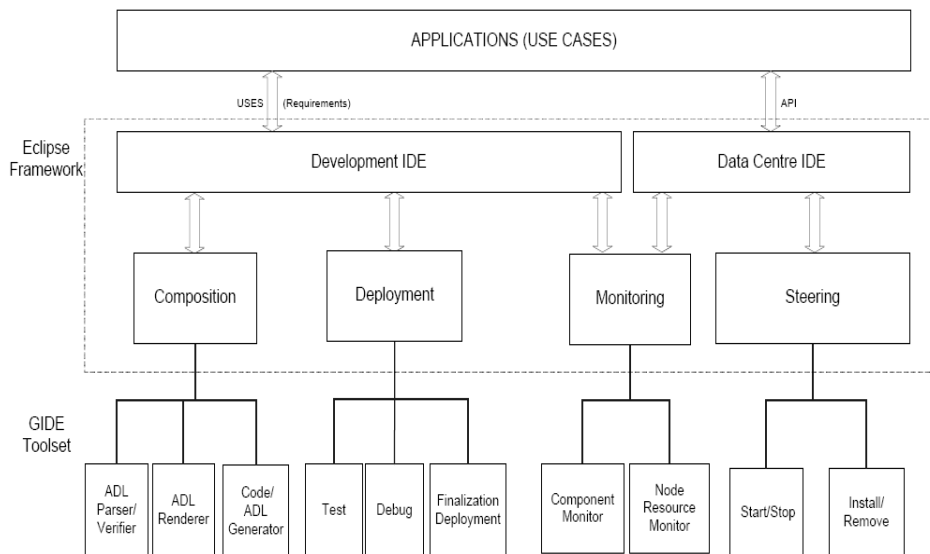 APPLICATIONS (USE CASES)
USES (Requirements)
API
Eclipse
Framework
Development IDE
Data Centre IDE
Composition
Deployment
Monitoring
Steering
GIDE
Toolset
ADL
Parser/
Verifier
ADL
Renderer
Code/
ADL
Generator
Test
Debug
Finalization
Deployment
Component
Monitor
Node
Resource
Monitor
Start/Stop
Install/
Remove